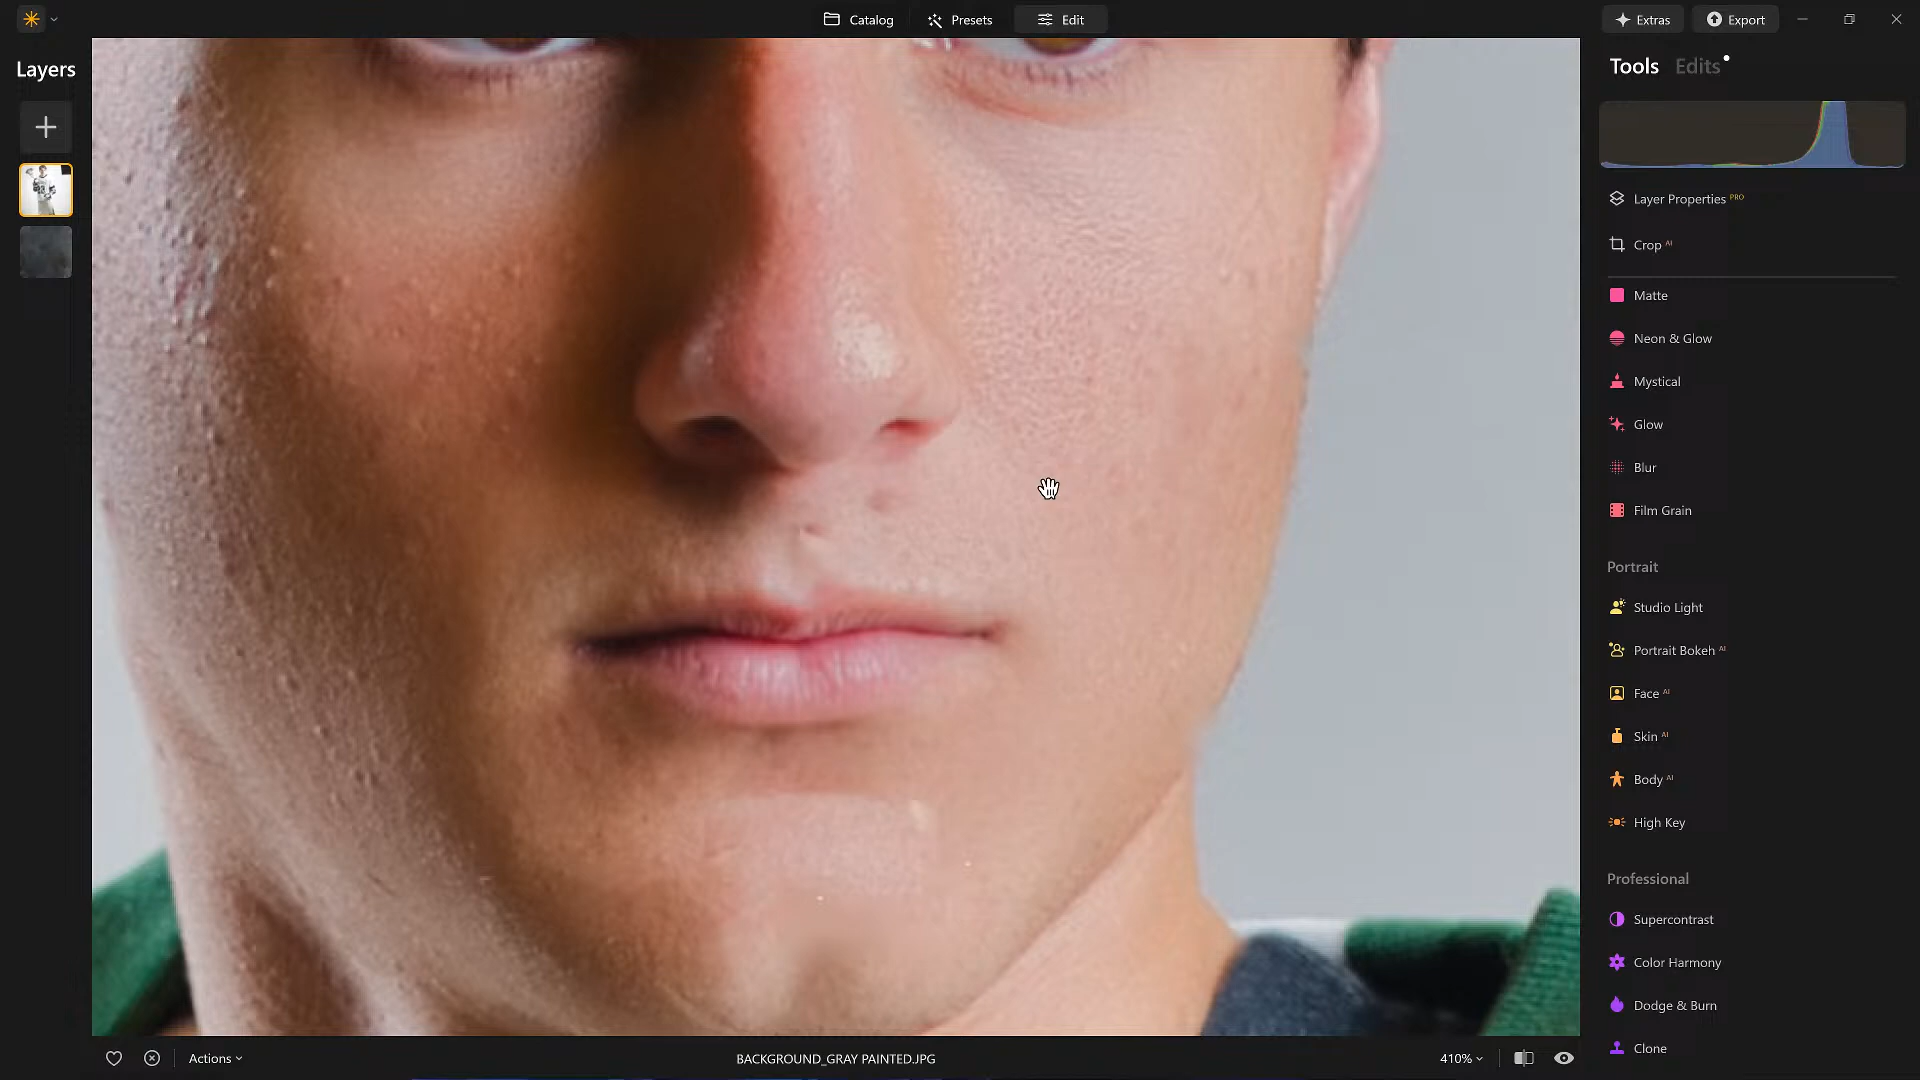 Catalog
Presets
Edit
Extras
Export
Layers
Tools
Edits
Layer Properties PRO
Crop AI
Matte
Neon & Glow
Mystical
Glow
Blur
Film Grain
Portrait
Studio Light
Portrait Bokeh AI
Face AI
Skin AI
Body AI
High Key
Professional
Supercontrast
Color Harmony
Dodge & Burn
Clone
Actions
BACKGROUND_GRAY PAINTED.JPG
410%